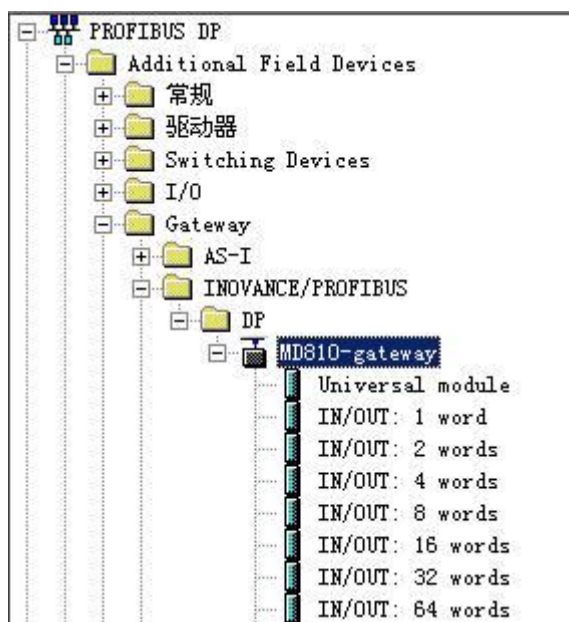 PROFIBUS DP
Additional Field Devices
常规
驱动器
Switching Devices
I/O
Gateway
AS-I
INOVANCE/PROFIBUS
DP
MD810-gateway
Universal module
IN/OUT: 1 word
IN/OUT: 2 words
IN/OUT: 4 words
IN/OUT: 8 words
IN/OUT: 16 words
IN/OUT: 32 words
IN/OUT: 64 words